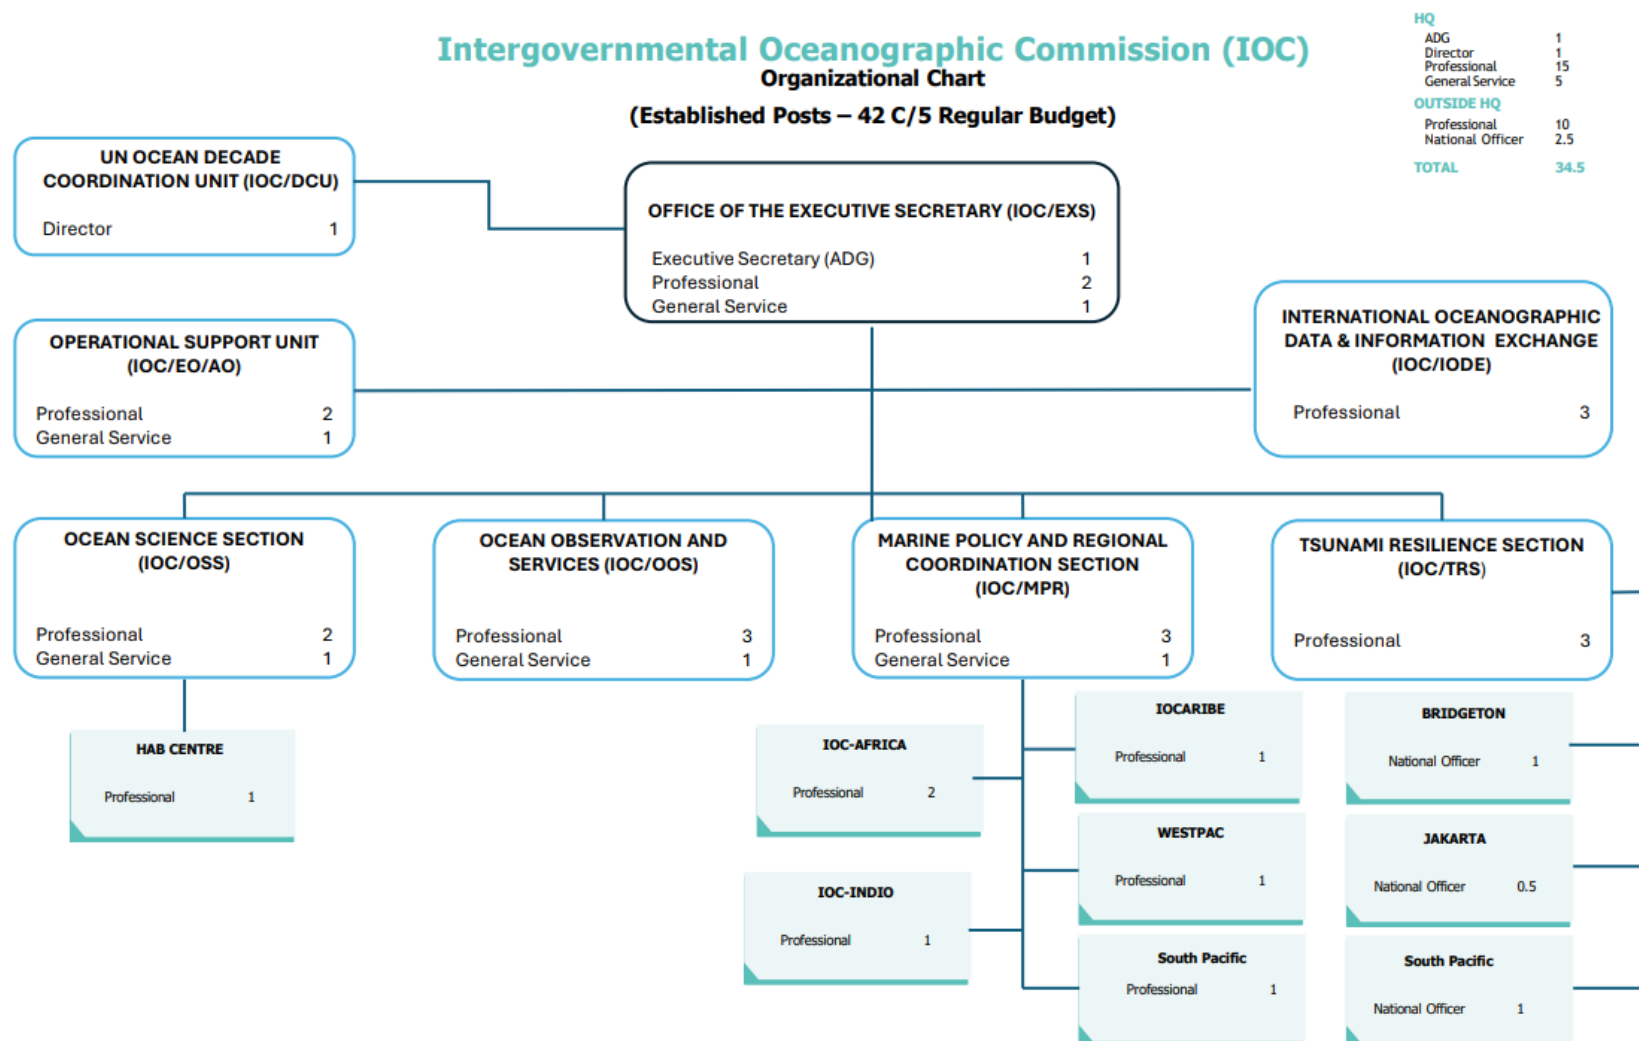 Intergovernmental Oceanographic Commission (IOC)
Organizational Chart
(Established Posts – 42 C/5 Regular Budget)
HQ
ADG 1
Director 1
Professional 15
General Service 5
OUTSIDE HQ
Professional 10
National Officer 2.5
TOTAL 34.5
UN OCEAN DECADE
COORDINATION UNIT (IOC/DCU)
Director 1
OFFICE OF THE EXECUTIVE SECRETARY (IOC/EXS)
Executive Secretary (ADG) 1
Professional 2
General Service 1
OPERATIONAL SUPPORT UNIT
(IOC/EO/AO)
Professional 2
General Service 1
INTERNATIONAL OCEANOGRAPHIC
DATA & INFORMATION EXCHANGE
(IOC/IODE)
Professional 3
OCEAN SCIENCE SECTION
(IOC/OSS)
Professional 2
General Service 1
OCEAN OBSERVATION AND
SERVICES (IOC/OOS)
Professional 3
General Service 1
MARINE POLICY AND REGIONAL
COORDINATION SECTION
(IOC/MPR)
Professional 3
General Service 1
TSUNAMI RESILIENCE SECTION
(IOC/TRS)
Professional 3
HAB CENTRE
Professional 1
IOC-AFRICA
Professional 2
IOC-INDIO
Professional 1
IOCARIBE
Professional 1
WESTPAC
Professional 1
South Pacific
Professional 1
BRIDGETON
National Officer 1
JAKARTA
National Officer 0.5
South Pacific
National Officer 1